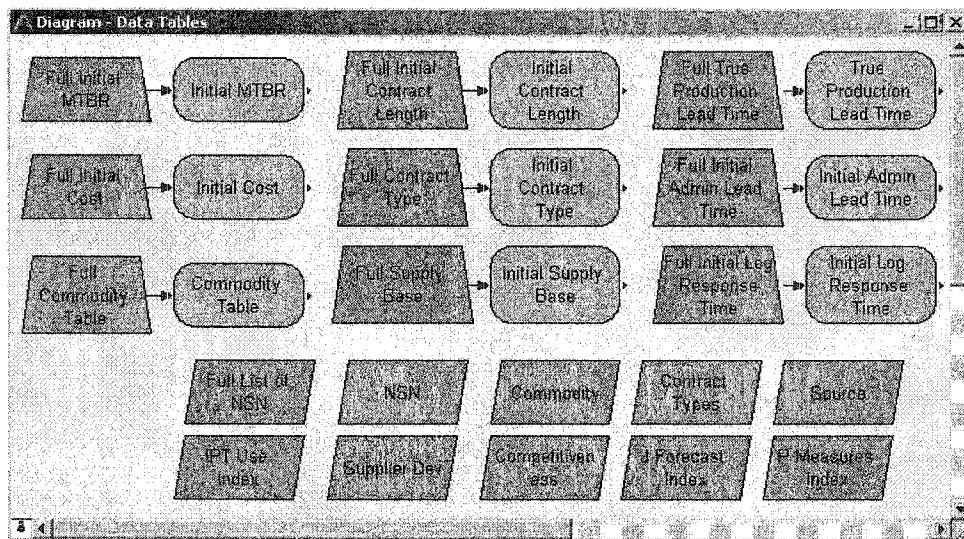 Diagram - Data Tables
Full Initial
MTBR
Initial MTBR
Full Initial
Contract
Length
Initial
Contract
Length
Full True
Production
Lead Time
True
Production
Lead Time
Full Initial
Cost
Initial Cost
Full Contract
Type
Initial
Contract
Type
Full Initial
Admin Lead
Time
Initial Admin
Lead Time
Full
Commodity
Table
Commodity
Table
Full Supply
Base
Initial Supply
Base
Full Initial Log
Response
Time
Initial Log
Response
Time
Full List of
NSN
NSN
Commodity
Contract
Types
Source
IPT Use
Index
Supplier Dev
Competitiven
ess
J Forecast
Index
P Measures
Index